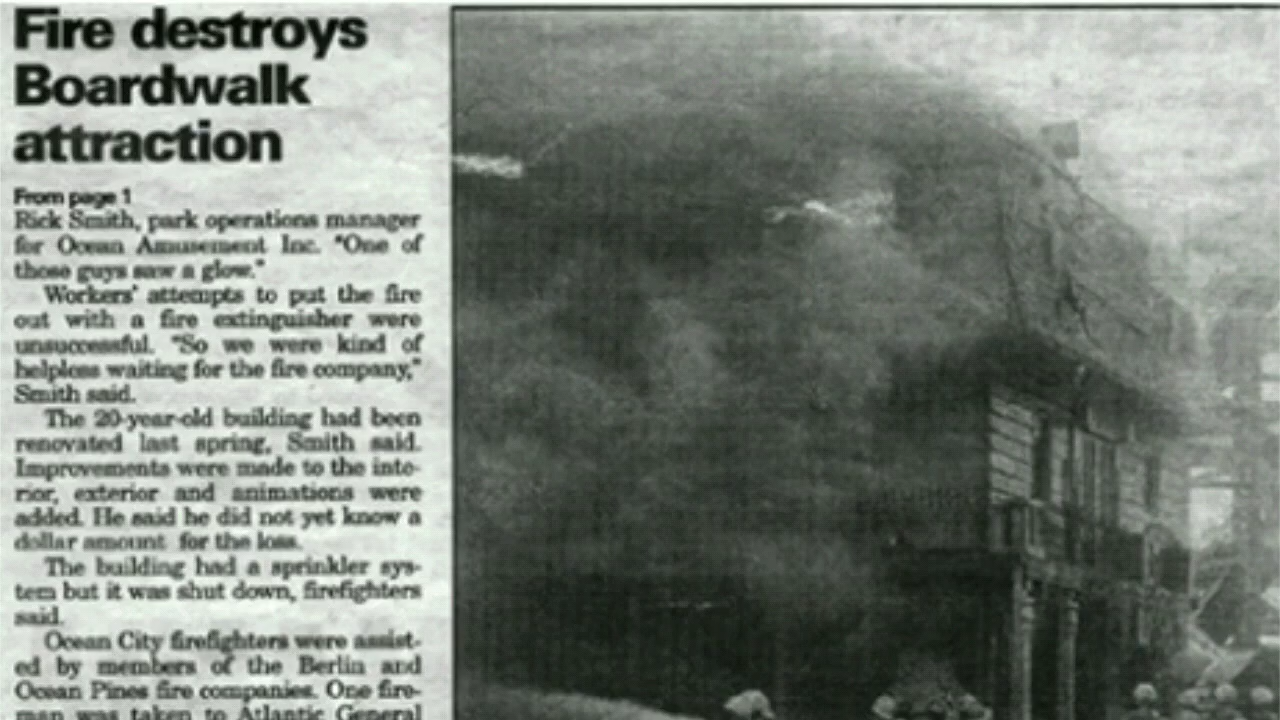 Fire destroys
Boardwalk
attraction
From page 1
Rick Smith, park operations manager
for Ocean Amusement Inc. "One of
those guys saw a glow."
Workers' attempts to put the fire
out with a fire extinguisher were
unsuccessful. "So we were kind of
helpless waiting for the fire company,"
Smith said.
The 20-year-old building had been
renovated last spring, Smith said.
Improvements were made to the inte-
rior, exterior and animations were
added. He said he did not yet know a
dollar amount for the loss.
The building had a sprinkler sys-
tem but it was shut down, firefighters
said.
Ocean City firefighters were assist-
ed by members of the Berlin and
Ocean Pines fire companies. One fire-
man was taken to Atlantic General